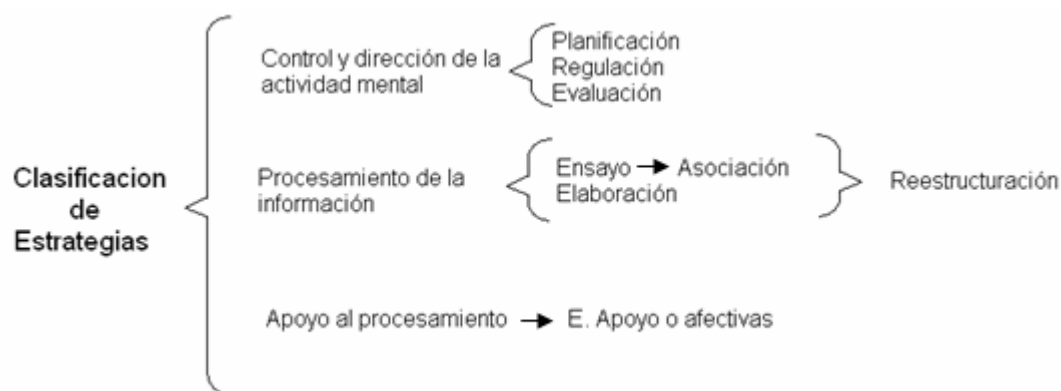 Clasificacion
de
Estrategias
Control y dirección de la
actividad mental
Planificación
Regulación
Evaluación
Procesamiento de la
información
Ensayo → Asociación
Elaboración
Reestructuración
Apoyo al procesamiento → E. Apoyo o afectivas